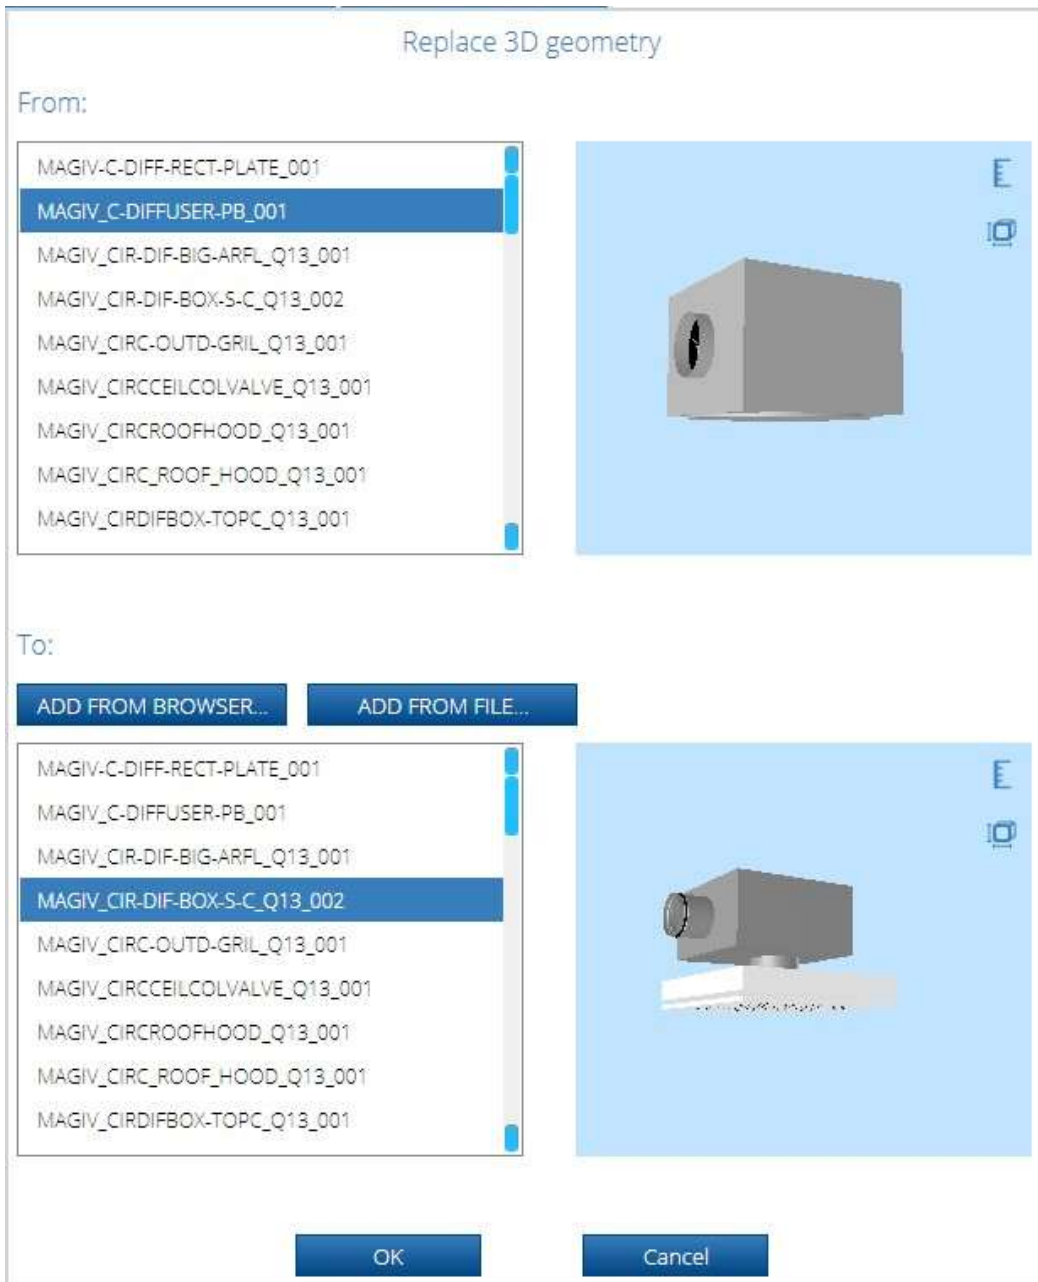 Replace 3D geometry
From:
MAGIV-C-DIFF-RECT-PLATE_001
MAGIV_C-DIFFUSER-PB_001
MAGIV_CIR-DIF-BIG-ARFL_Q13_001
MAGIV_CIR-DIF-BOX-S-C_Q13_002
MAGIV_CIRC-OUTD-GRIL_Q13_001
MAGIV_CIRCCEILCOLVALVE_Q13_001
MAGIV_CIRCROOFHOOD_Q13_001
MAGIV_CIRC_ROOF_HOOD_Q13_001
MAGIV_CIRDIFBOX-TOPC_Q13_001
To:
ADD FROM BROWSER... ADD FROM FILE...
MAGIV-C-DIFF-RECT-PLATE_001
MAGIV_C-DIFFUSER-PB_001
MAGIV_CIR-DIF-BIG-ARFL_Q13_001
MAGIV_CIR-DIF-BOX-S-C_Q13_002
MAGIV_CIRC-OUTD-GRIL_Q13_001
MAGIV_CIRCCEILCOLVALVE_Q13_001
MAGIV_CIRCROOFHOOD_Q13_001
MAGIV_CIRC_ROOF_HOOD_Q13_001
MAGIV_CIRDIFBOX-TOPC_Q13_001
OK Cancel